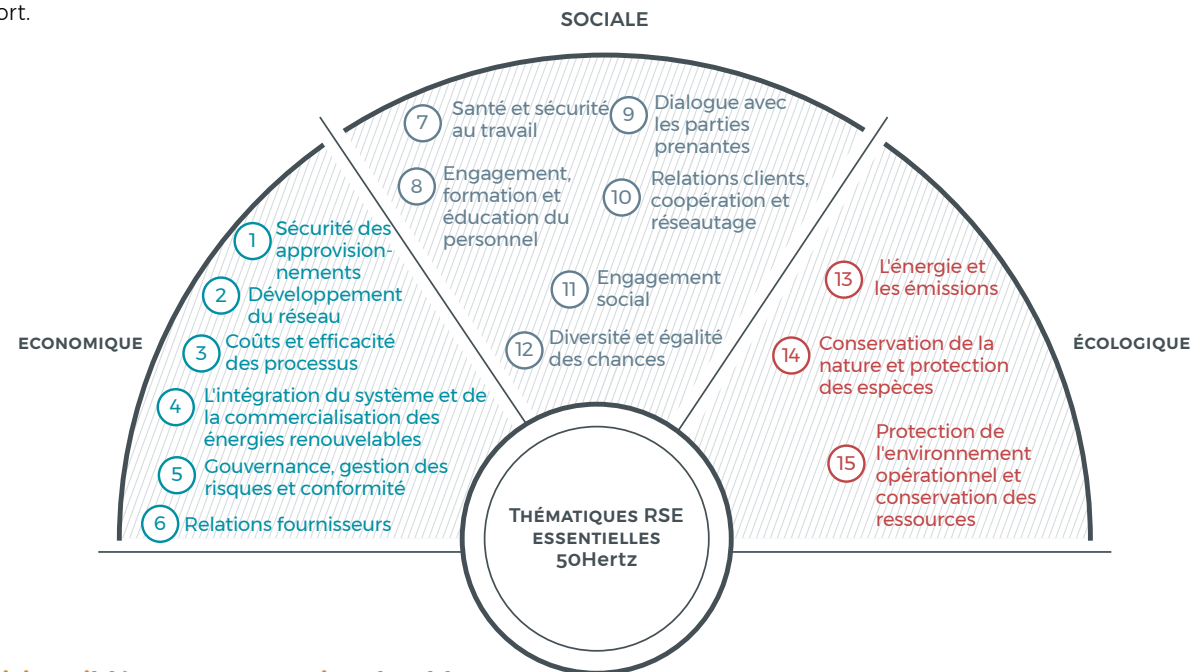 ort.
SOCIALE
7 Santé et sécurité
au travail
8 Engagement,
formation et
éducation du
personnel
9 Dialogue avec
les parties
prenantes
10 Relations clients,
coopération et
réseautage
11 Engagement
social
12 Diversité et égalité
des chances
ECONOMIQUE
1 Sécurité des
approvision-
nements
2 Développement
du réseau
3 Coûts et efficacité
des processus
4 L'intégration du système et de
la commercialisation des
énergies renouvelables
5 Gouvernance, gestion des
risques et conformité
6 Relations fournisseurs
ÉCOLOGIQUE
13 L'énergie et
les émissions
14 Conservation de la
nature et protection
des espèces
15 Protection de
l'environnement
opérationnel et
conservation des
ressources
THÉMATIQUES RSE
ESSENTIELLES
50Hertz